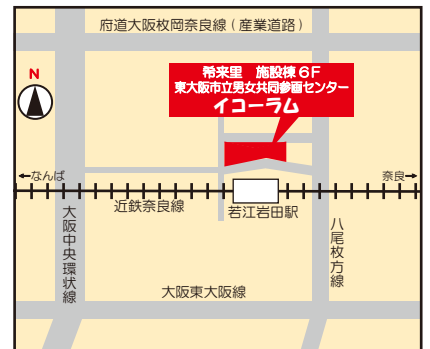 府道大阪枚岡奈良線(産業道路)
N
希来里 施設棟6F
東大阪市立男女共同参画センター
イコーラム
←なんば
奈良→
近鉄奈良線
若江岩田駅
大阪中央環状線
八尾枚方線
大阪東大阪線